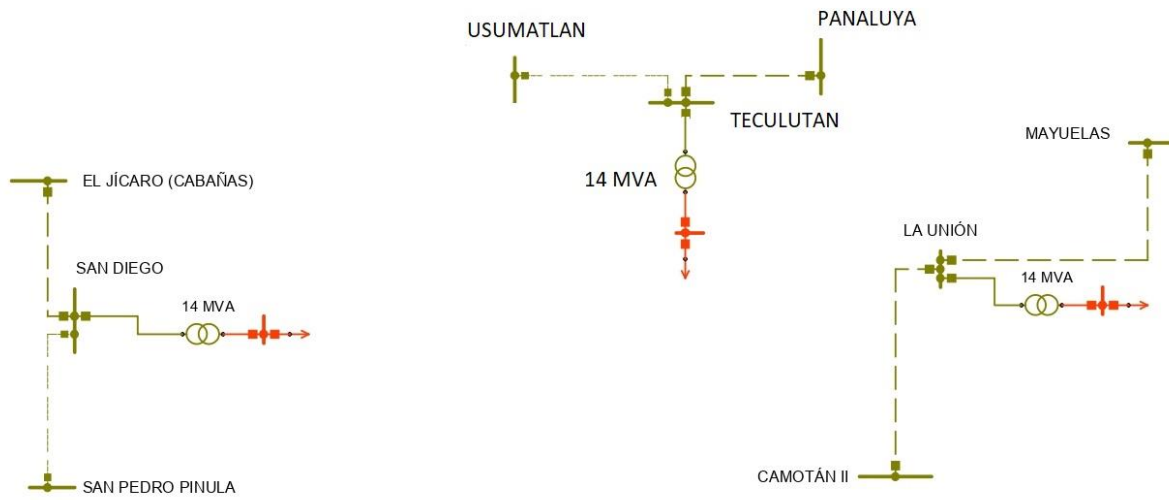 USUMATLAN
PANALUYA
TECULUTAN
14 MVA
MAYUELAS
EL JÍCARO (CABAÑAS)
LA UNIÓN
SAN DIEGO
14 MVA
14 MVA
CAMOTÁN II
SAN PEDRO PINULA